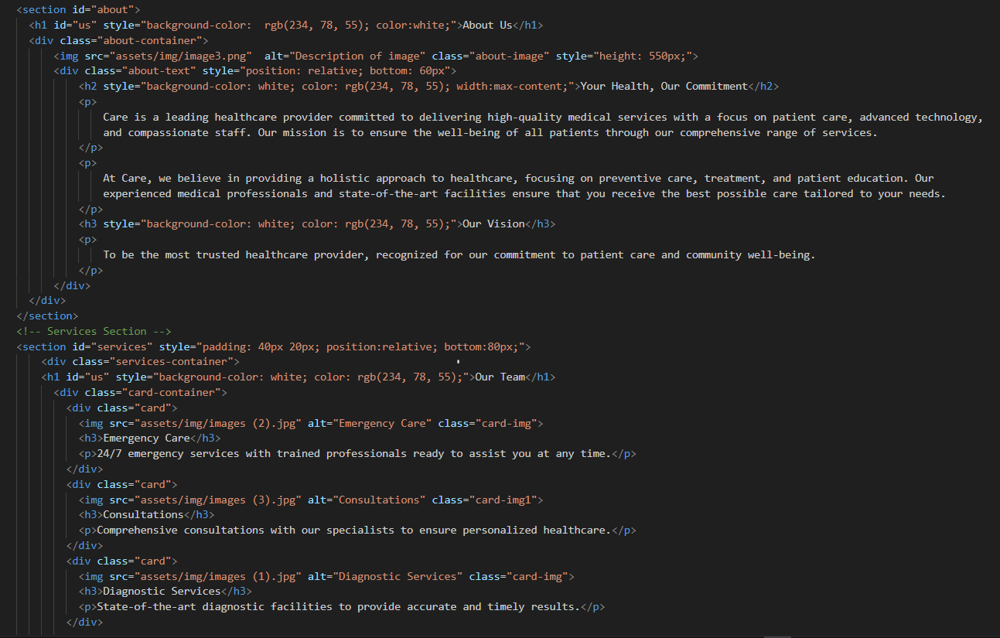 <section id="about">
<h1 id="us" style="background-color:  rgb(234, 78, 55); color:white;">About Us</h1>
<div class="about-container">
<img src="assets/img/image3.png"  alt="Description of image" class="about-image" style="height: 550px;">
<div class="about-text" style="position: relative; bottom: 60px">
<h2 style="background-color: white; color: rgb(234, 78, 55); width:max-content;">Your Health, Our Commitment</h2>
<p>
Care is a leading healthcare provider committed to delivering high-quality medical services with a focus on patient care, advanced technology,
and compassionate staff. Our mission is to ensure the well-being of all patients through our comprehensive range of services.
</p>
<p>
At Care, we believe in providing a holistic approach to healthcare, focusing on preventive care, treatment, and patient education. Our
experienced medical professionals and state-of-the-art facilities ensure that you receive the best possible care tailored to your needs.
</p>
<h3 style="background-color: white; color: rgb(234, 78, 55);">Our Vision</h3>
<p>
To be the most trusted healthcare provider, recognized for our commitment to patient care and community well-being.
</p>
</div>
</div>
</section>
<!-- Services Section -->
<section id="services" style="padding: 40px 20px; position:relative; bottom:80px;">
<div class="services-container">
<h1 id="us" style="background-color: white; color: rgb(234, 78, 55);">Our Team</h1>
<div class="card-container">
<div class="card">
<img src="assets/img/images (2).jpg" alt="Emergency Care" class="card-img">
<h3>Emergency Care</h3>
<p>24/7 emergency services with trained professionals ready to assist you at any time.</p>
</div>
<div class="card">
<img src="assets/img/images (3).jpg" alt="Consultations" class="card-img1">
<h3>Consultations</h3>
<p>Comprehensive consultations with our specialists to ensure personalized healthcare.</p>
</div>
<div class="card">
<img src="assets/img/images (1).jpg" alt="Diagnostic Services" class="card-img">
<h3>Diagnostic Services</h3>
<p>State-of-the-art diagnostic facilities to provide accurate and timely results.</p>
</div>